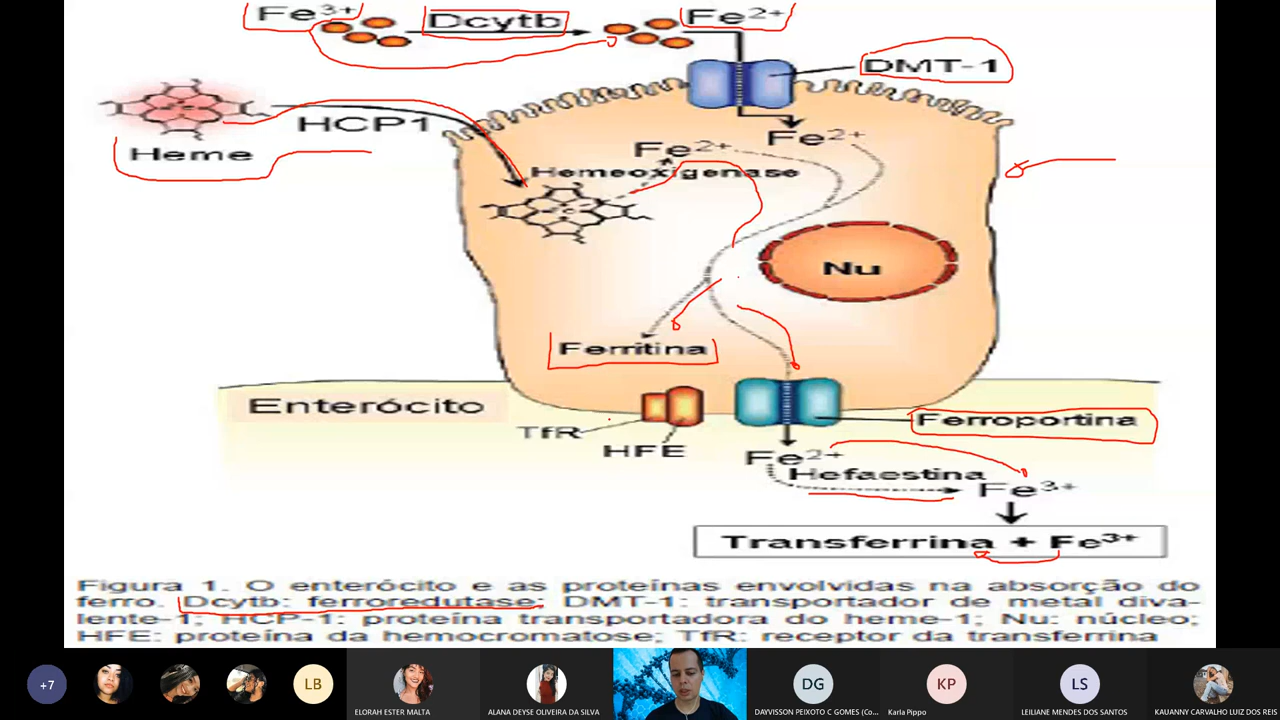 Fe3+ Dcytb Fe2+
DMT-1
HCP1
Heme
Fe2+
Fe2+
Hemeoxigenase
Nu
Ferritina
Enterócito
TfR
HFE
Ferroportina
Fe2+
Hefaestina
Fe3+
Transferrina + Fe3+
Figura 1. O enterócito e as proteínas envolvidas na absorção do
ferro. Dcytb: ferroredutase; DMT-1: transportador de metal diva-
lente-1; HCP-1: proteína transportadora do heme-1; Nu: núcleo;
HFE: proteína da hemocromatose; TfR: receptor da transferrina
+7
LB
ELORAH ESTER MALTA
ALANA DEYSE OLIVEIRA DA SILVA
DG
DAYVISSON PEIXOTO C GOMES (Co...
KP
Karla Pippo
LS
LEILIANE MENDES DOS SANTOS
KAUANNY CARVALHO LUIZ DOS REIS